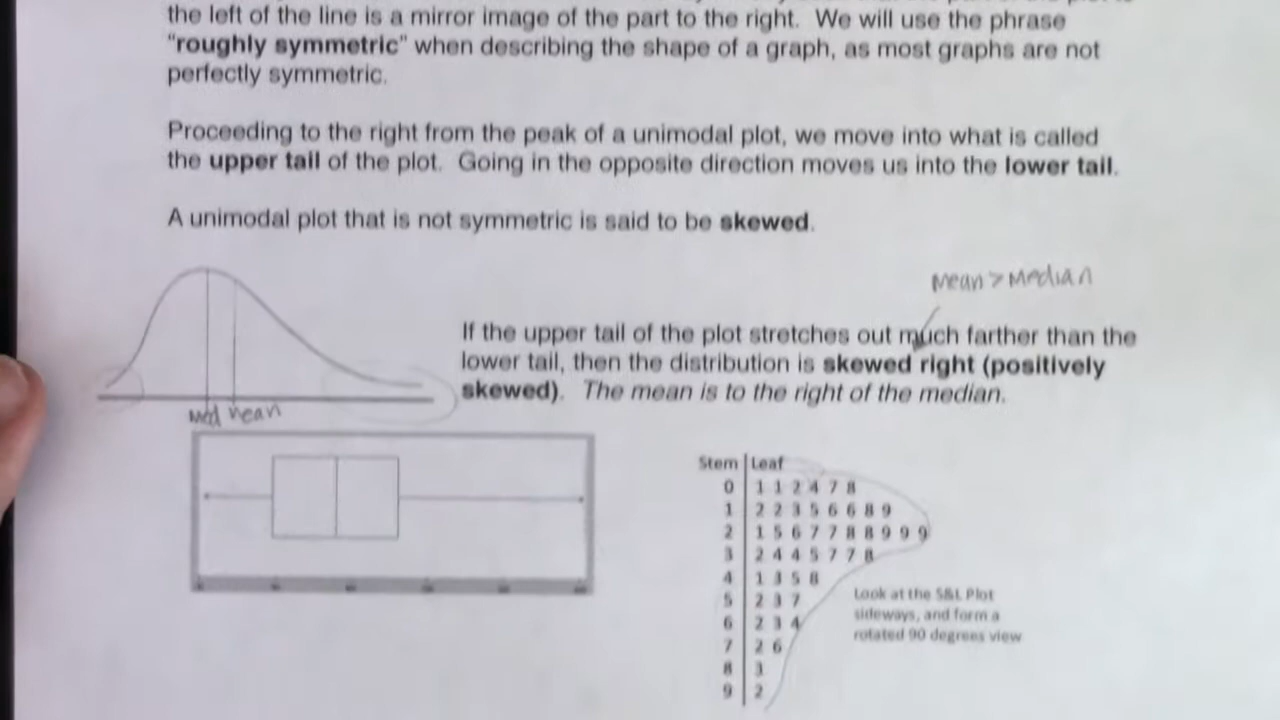 the left of the line is a mirror image of the part to the right. We will use the phrase
"roughly symmetric" when describing the shape of a graph, as most graphs are not
perfectly symmetric.
Proceeding to the right from the peak of a unimodal plot, we move into what is called
the upper tail of the plot. Going in the opposite direction moves us into the lower tail.
A unimodal plot that is not symmetric is said to be skewed.
Mean > Median
If the upper tail of the plot stretches out much farther than the
lower tail, then the distribution is skewed right (positively
skewed). The mean is to the right of the median.
Med Mean
Stem Leaf
0 1 1 2 4 7 8
1 2 2 3 5 6 6 8 9
2 1 5 6 7 7 8 8 9 9 9
3 2 4 4 5 7 7 8
4 1 3 5 8
5 2 3 7
6 2 3 4
7 2 6
8 3
9 2
Look at the S&L Plot
sideways, and form a
rotated 90 degrees view